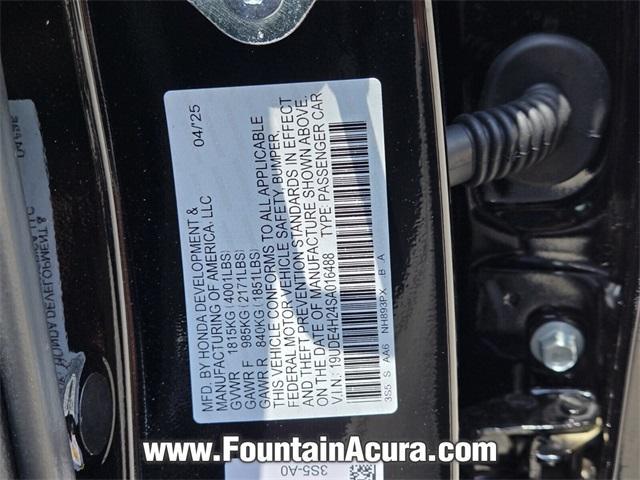 MFD. BY HONDA DEVELOPMENT & 04/25
MANUFACTURING OF AMERICA, LLC
GVWR 1815KG(4001LBS)
GAWR F 985KG(2171LBS)
GAWR R 840KG(1851LBS)
THIS VEHICLE CONFORMS TO ALL APPLICABLE
FEDERAL MOTOR VEHICLE SAFETY, BUMPER,
AND THEFT PREVENTION STANDARDS IN EFFECT
ON THE DATE OF MANUFACTURE SHOWN ABOVE.
V.I.N: 19UDE4H24SA016488 TYPE: PASSENGER CAR
3S5 S AA6 NH893PX B A
3S5-A0
www.FountainAcura.com